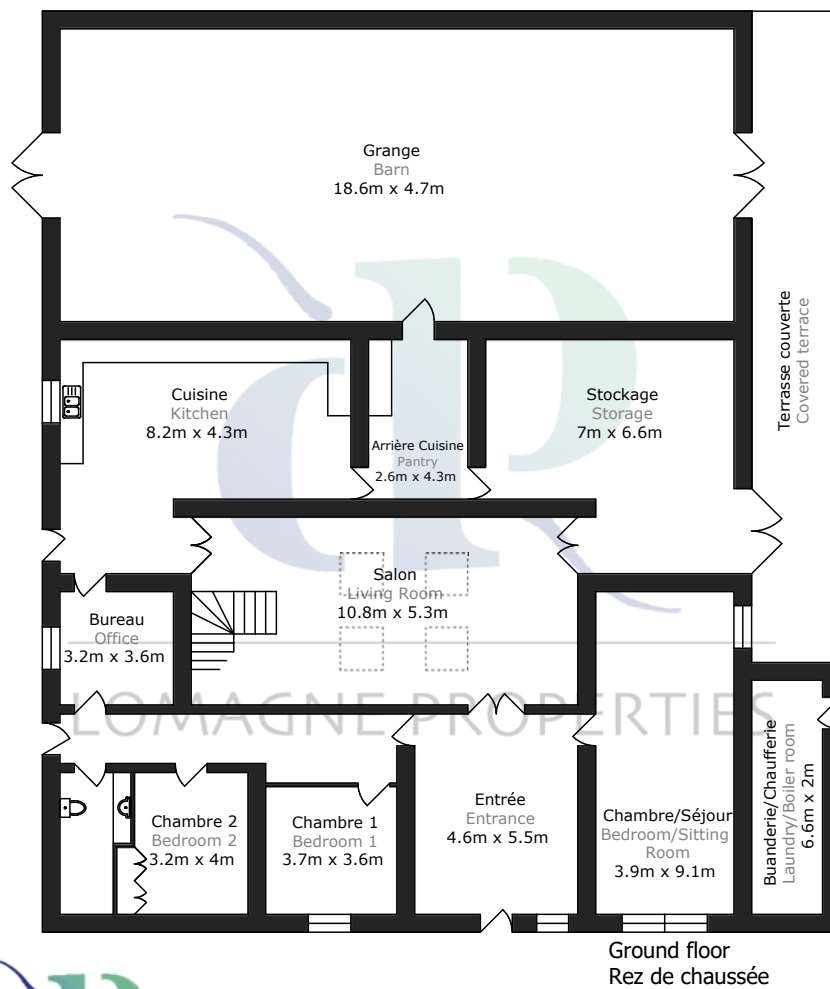 Grange
Barn
18.6m x 4.7m
Terrasse couverte
Covered terrace
Cuisine
Kitchen
8.2m x 4.3m
Arrière Cuisine
Pantry
2.6m x 4.3m
Stockage
Storage
7m x 6.6m
Salon
Living Room
10.8m x 5.3m
Bureau
Office
3.2m x 3.6m
LOMAGNE PROPERTIES
Chambre 2
Bedroom 2
3.2m x 4m
Chambre 1
Bedroom 1
3.7m x 3.6m
Entrée
Entrance
4.6m x 5.5m
Chambre/Séjour
Bedroom/Sitting
Room
3.9m x 9.1m
Buanderie/Chaufferie
Laundry/Boiler room
6.6m x 2m
Ground floor
Rez de chaussée